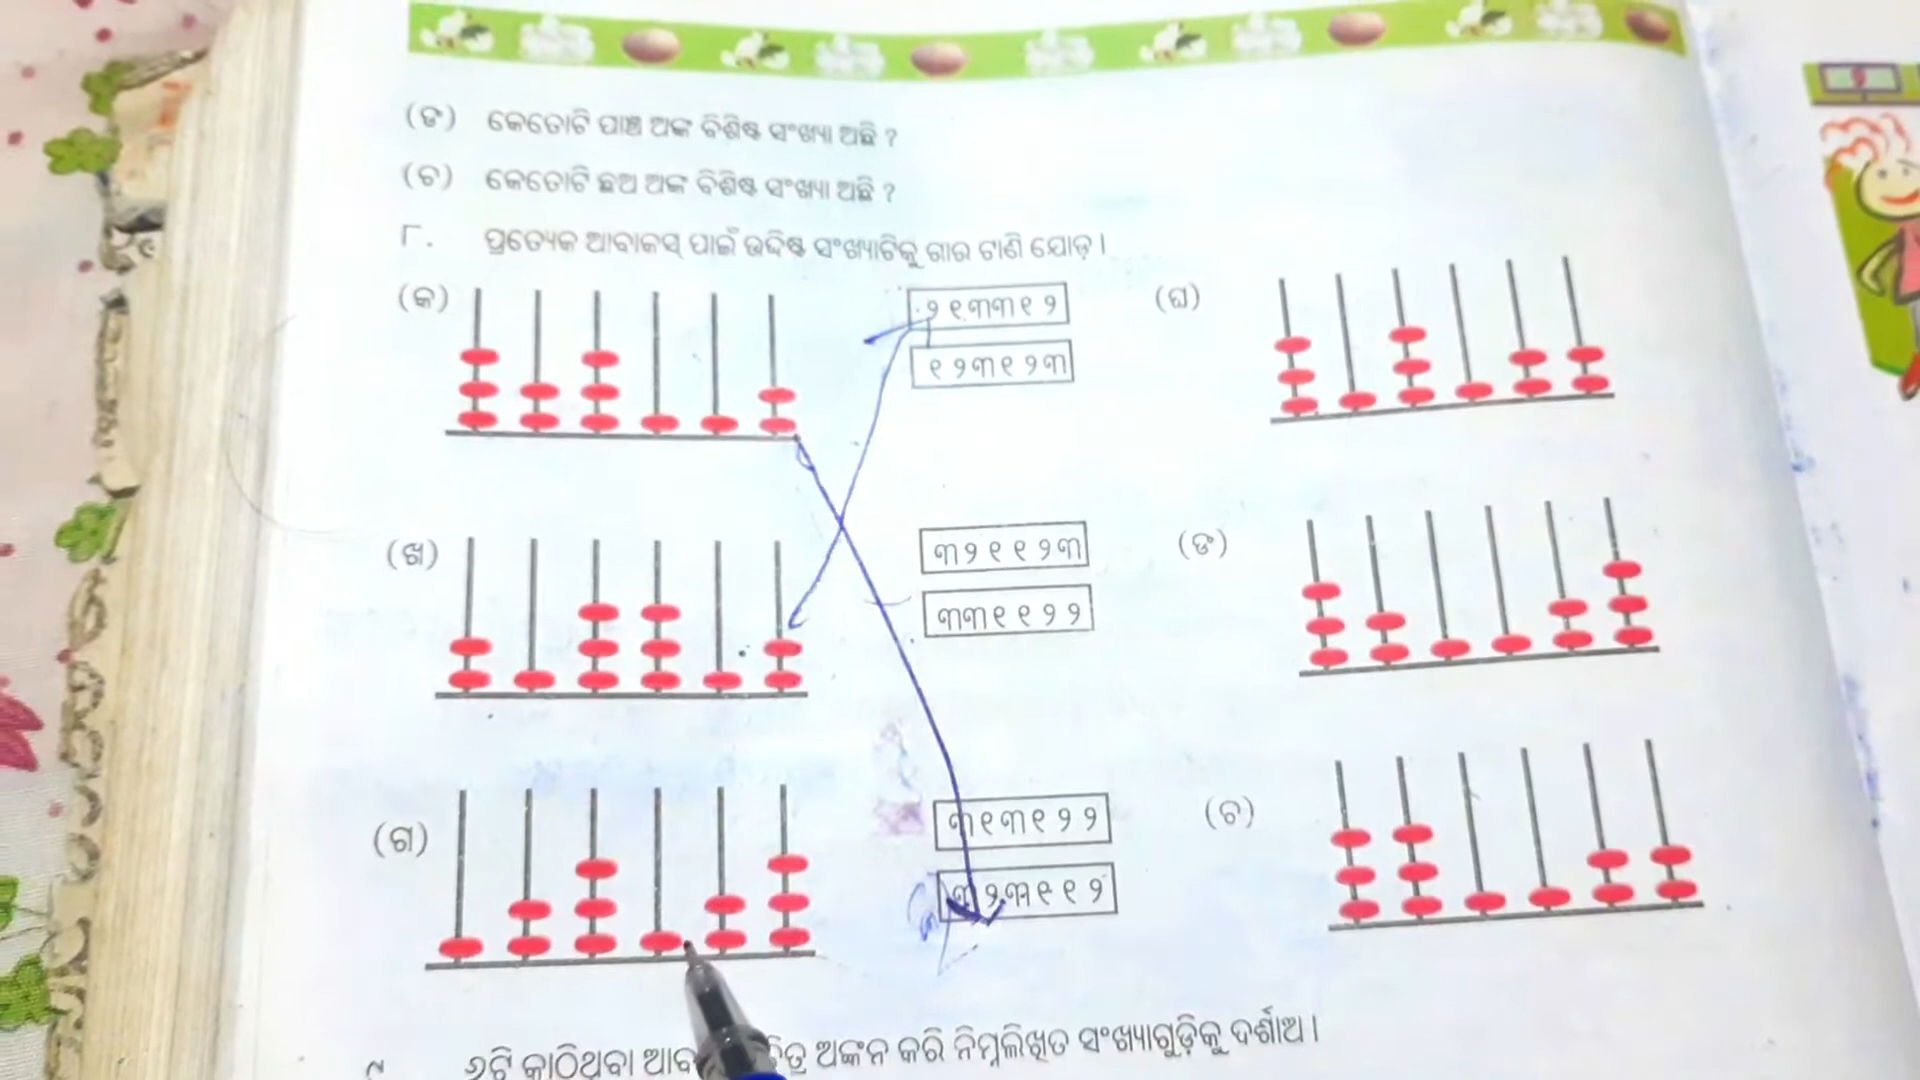 (ଙ) କେତୋଟି ପାଞ୍ଚ ଅଙ୍କ ବିଶିଷ୍ଟ ସଂଖ୍ୟା ଅଛି ?
(ଚ) କେତୋଟି ଛଅ ଅଙ୍କ ବିଶିଷ୍ଟ ସଂଖ୍ୟା ଅଛି ?
୮. ପ୍ରତ୍ୟେକ ଆବାକସ୍ ପାଇଁ ଉଦ୍ଦିଷ୍ଟ ସଂଖ୍ୟାଟିକୁ ଗାର ଟାଣି ଯୋଡ଼ ।
(କ) ୨୧୩୩୧୨ (ଘ)
୧୨୩୧୨୩
(ଖ) ୩୨୧୧୨୩ (ଙ)
୩୩୧୧୨୨
(ଗ) ୩୧୩୧୨୨ (ଚ)
୩୨୩୧୧୨
୬ଟି କାଠିଥିବା ଅଙ୍କନ କରି ନିମ୍ନଲିଖିତ ସଂଖ୍ୟାଗୁଡ଼ିକୁ ଦର୍ଶାଅ ।